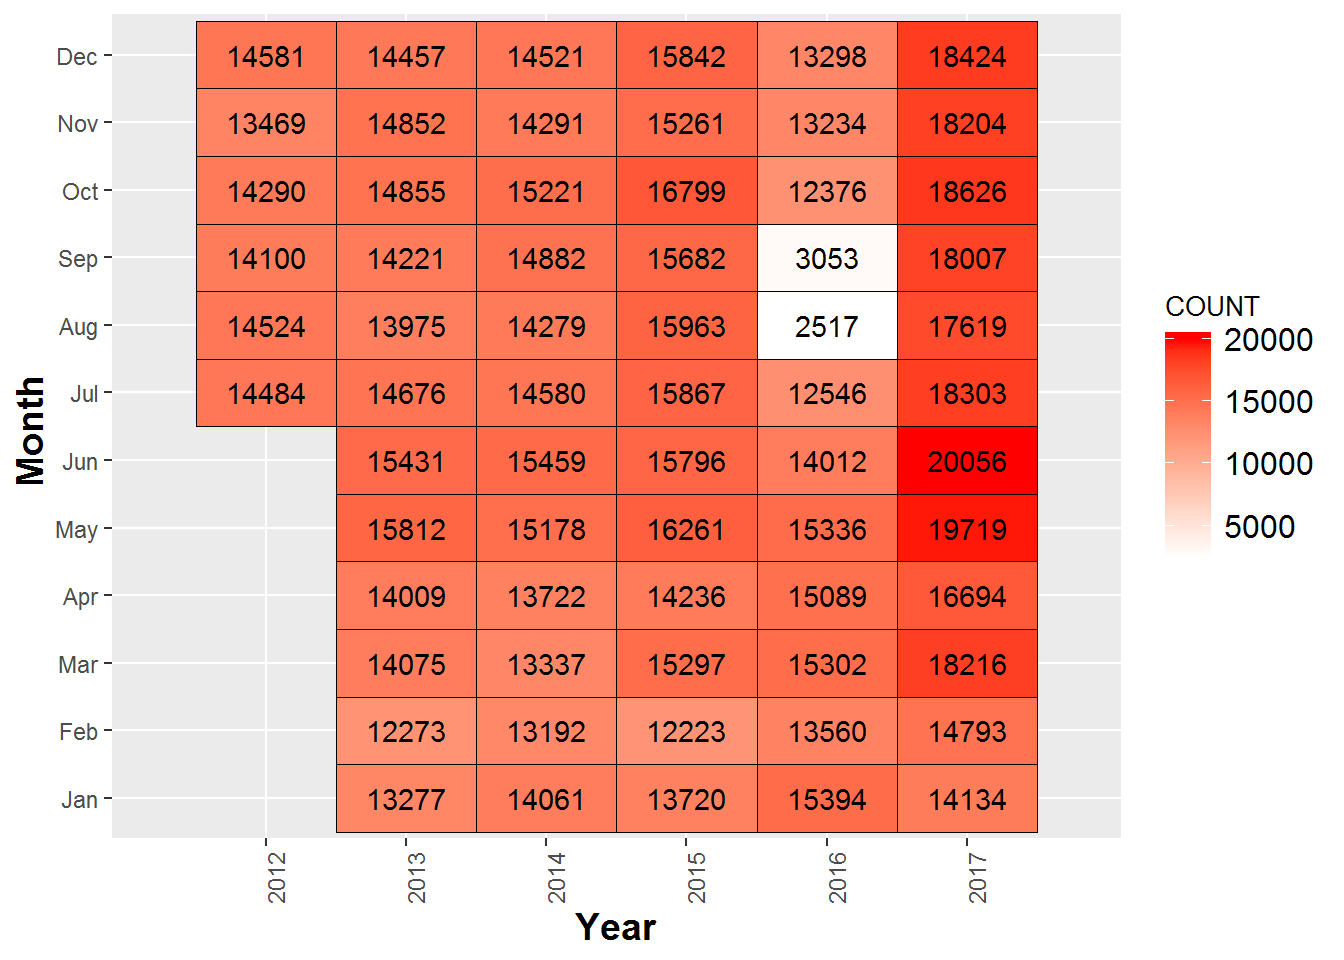 Dec 14581 14457 14521 15842 13298 18424
Nov 13469 14852 14291 15261 13234 18204
Oct 14290 14855 15221 16799 12376 18626
Sep 14100 14221 14882 15682 3053 18007
Aug 14524 13975 14279 15963 2517 17619
Jul 14484 14676 14580 15867 12546 18303
Jun 15431 15459 15796 14012 20056
May 15812 15178 16261 15336 19719
Apr 14009 13722 14236 15089 16694
Mar 14075 13337 15297 15302 18216
Feb 12273 13192 12223 13560 14793
Jan 13277 14061 13720 15394 14134
2012 2013 2014 2015 2016 2017
Year
Month
COUNT
20000
15000
10000
5000